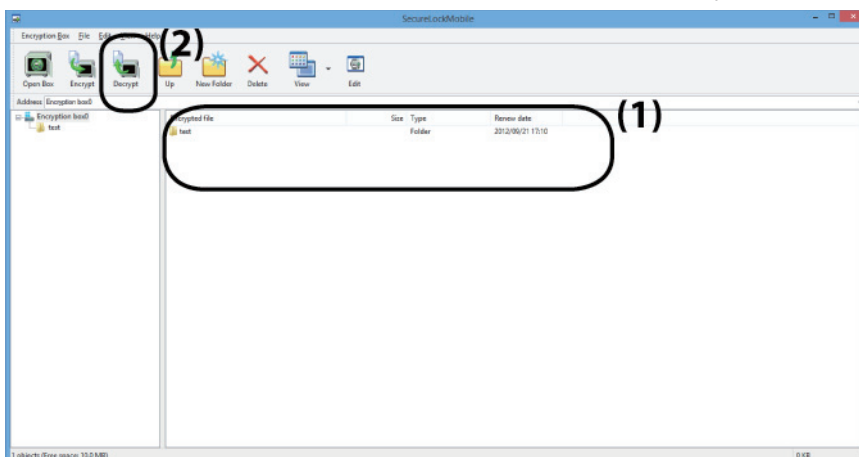 SecureLockMobile
Encryption Box File Edit Help
(2)
Open Box Encrypt Decrypt Up New Folder Delete View Edit
Address Encryption box0
Encryption box0
test
Encrypted file Size Type Renew date
test Folder 2012/09/21 17:10
(1)
1 objects (Free space: 10.0 MB) 0 KB